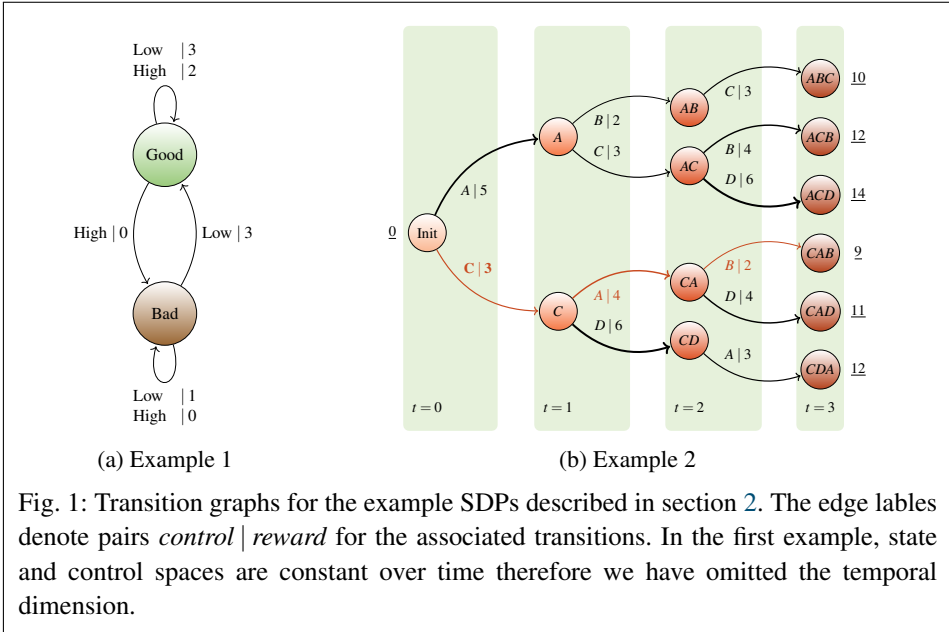 Low | 3
High | 2
Good
High | 0
Low | 3
Bad
Low | 1
High | 0
(a) Example 1
0
Init
A | 5
C | 3
t = 0
A
B | 2
C | 3
C
A | 4
D | 6
t = 1
AB
C | 3
AC
B | 4
D | 6
CA
B | 2
D | 4
CD
A | 3
t = 2
ABC 10
ACB 12
ACD 14
CAB 9
CAD 11
CDA 12
t = 3
(b) Example 2
Fig. 1: Transition graphs for the example SDPs described in section 2. The edge lables
denote pairs control | reward for the associated transitions. In the first example, state
and control spaces are constant over time therefore we have omitted the temporal
dimension.